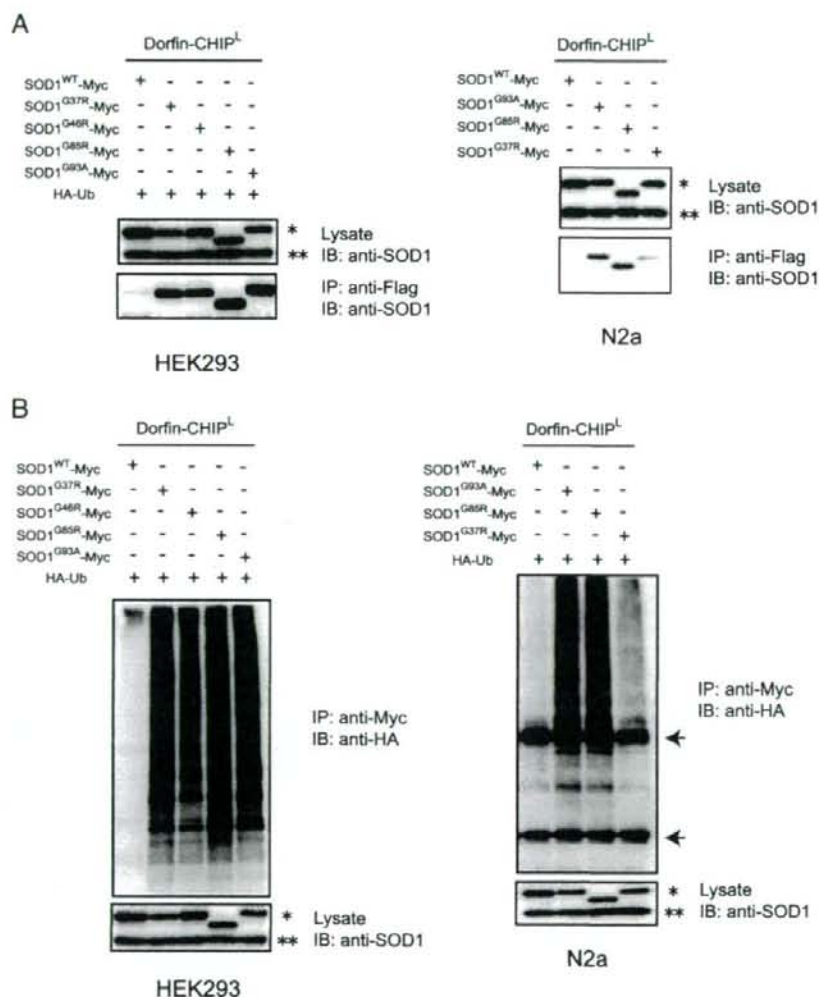 A
Dorfin-CHIP^L
SOD1^WT-Myc + - - - -
SOD1^G37R-Myc - + - - -
SOD1^G46R-Myc - - + - -
SOD1^G85R-Myc - - - + -
SOD1^G93A-Myc - - - - +
HA-Ub + + + + +
* Lysate
** IB: anti-SOD1
IP: anti-Flag
IB: anti-SOD1
HEK293
Dorfin-CHIP^L
SOD1^WT-Myc + - - -
SOD1^G93A-Myc - + - -
SOD1^G85R-Myc - - + -
SOD1^G37R-Myc - - - +
* Lysate
** IB: anti-SOD1
IP: anti-Flag
IB: anti-SOD1
N2a
B
Dorfin-CHIP^L
SOD1^WT-Myc + - - - -
SOD1^G37R-Myc - + - - -
SOD1^G46R-Myc - - + - -
SOD1^G85R-Myc - - - + -
SOD1^G93A-Myc - - - - +
HA-Ub + + + + +
IP: anti-Myc
IB: anti-HA
* Lysate
** IB: anti-SOD1
HEK293
Dorfin-CHIP^L
SOD1^WT-Myc + - - -
SOD1^G93A-Myc - + - -
SOD1^G85R-Myc - - + -
SOD1^G37R-Myc - - - +
HA-Ub + + + +
IP: anti-Myc
IB: anti-HA
* Lysate
** IB: anti-SOD1
N2a